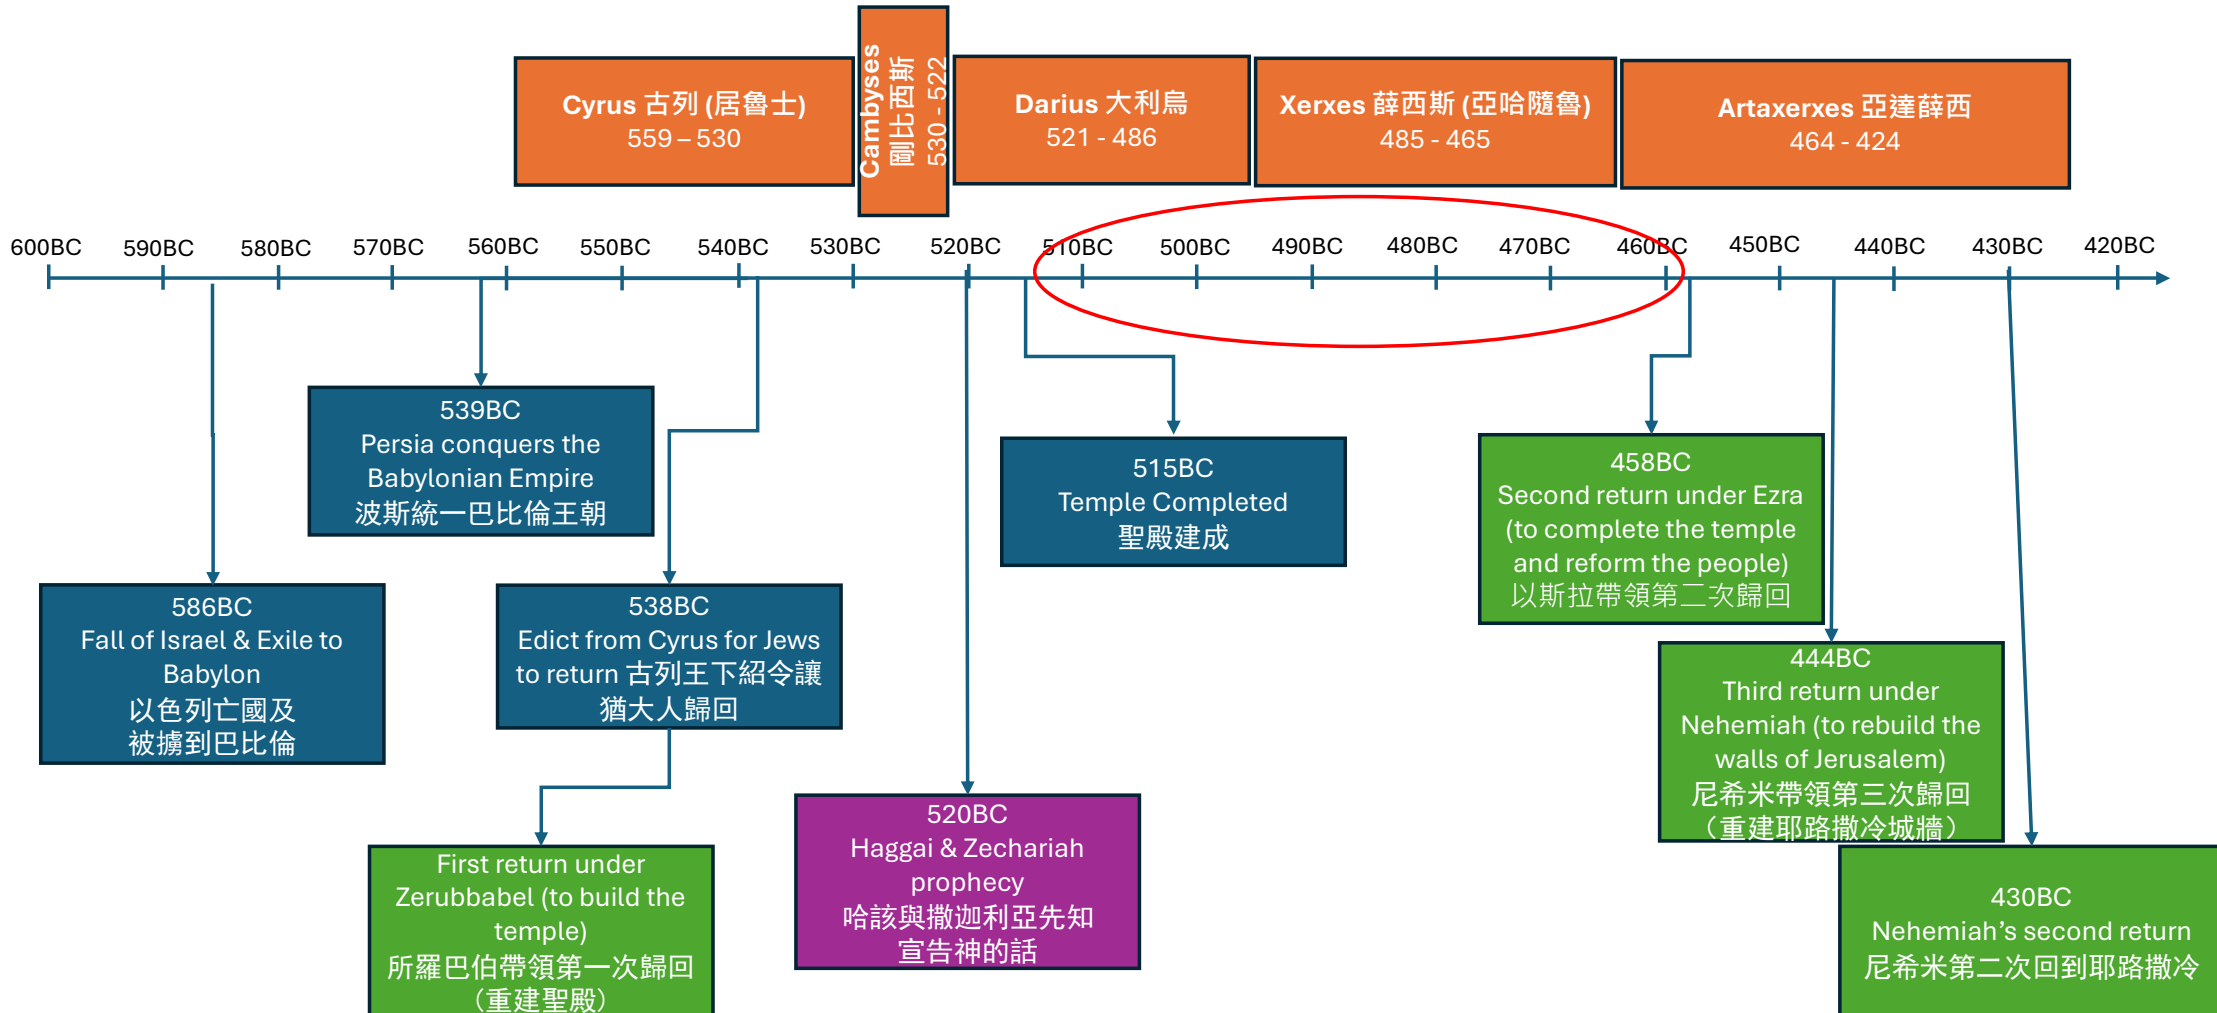 Cyrus 古列 (居魯士)
559 – 530
Cambyses
剛比西斯
530 - 522
Darius 大利烏
521 - 486
Xerxes 薛西斯 (亞哈隨魯)
485 - 465
Artaxerxes 亞達薛西
464 - 424
600BC 590BC 580BC 570BC 560BC 550BC 540BC 530BC 520BC 510BC 500BC 490BC 480BC 470BC 460BC 450BC 440BC 430BC 420BC
539BC
Persia conquers the
Babylonian Empire
波斯統一巴比倫王朝
515BC
Temple Completed
聖殿建成
458BC
Second return under Ezra
(to complete the temple
and reform the people)
以斯拉帶領第二次歸回
586BC
Fall of Israel & Exile to
Babylon
以色列亡國及
被擄到巴比倫
538BC
Edict from Cyrus for Jews
to return 古列王下紹令讓
猶大人歸回
444BC
Third return under
Nehemiah (to rebuild the
walls of Jerusalem)
尼希米帶領第三次歸回
（重建耶路撒冷城牆）
First return under
Zerubbabel (to build the
temple)
所羅巴伯帶領第一次歸回
（重建聖殿）
520BC
Haggai & Zechariah
prophecy
哈該與撒迦利亞先知
宣告神的話
430BC
Nehemiah’s second return
尼希米第二次回到耶路撒冷